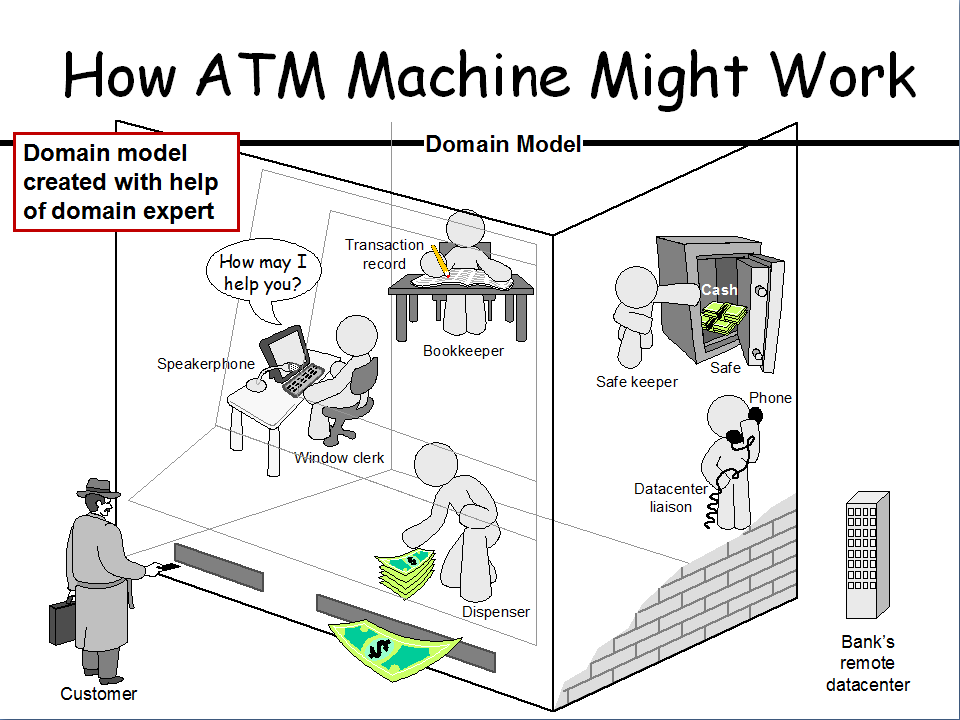 How ATM Machine Might Work
Domain Model
Domain model
created with help
of domain expert
How may I
help you?
Transaction
record
Cash
Speakerphone
Bookkeeper
Safe keeper
Safe
Phone
Window clerk
Datacenter
liaison
$
Dispenser
$
Customer
Bank's
remote
datacenter